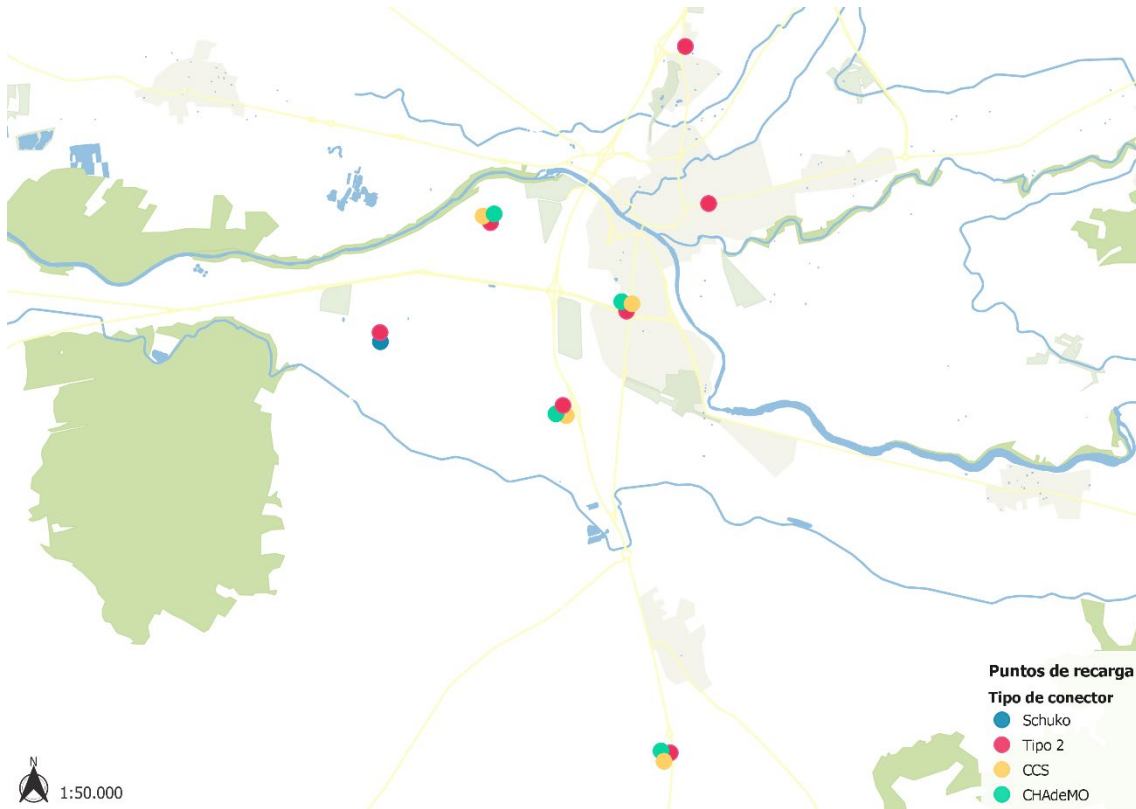 Puntos de recarga
Tipo de conector
Schuko
Tipo 2
CCS
CHAdeMO
N
1:50.000